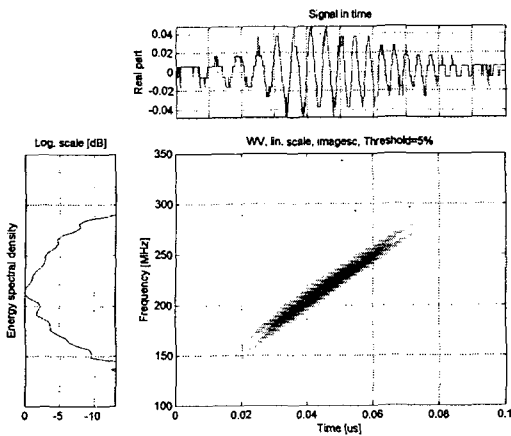 Signal in time
Real part
0.04
0.02
0
-0.02
-0.04
Log. scale [dB]
Energy spectral density
0 -5 -10
WV, lin. scale, imagesc, Threshold=5%
Frequency [MHz]
350
300
250
200
150
100
0 0.02 0.04 0.06 0.08 0.1
Time [us]